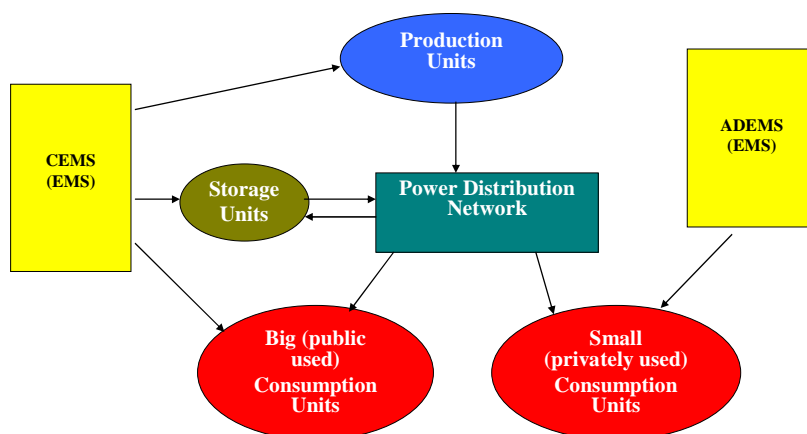 Production
Units
CEMS
(EMS)
ADEMS
(EMS)
Storage
Units
Power Distribution
Network
Big (public
used)
Consumption
Units
Small
(privately used)
Consumption
Units